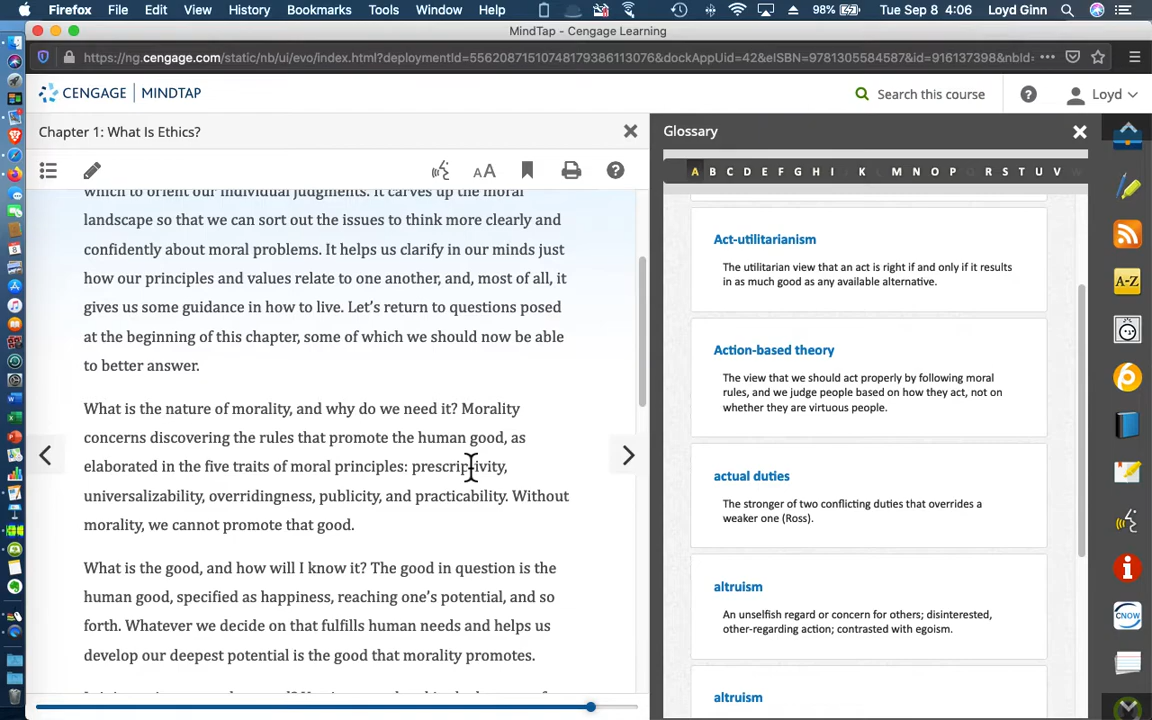 Firefox File Edit View History Bookmarks Tools Window Help 98% Tue Sep 8 4:06 Loyd Ginn
MindTap - Cengage Learning
https://ng.cengage.com/static/nb/ui/evo/index.html?deploymentId=5562087151074817938611307​6&dockAppUid=42&eISBN=9781305584587&id=916137398&nbId=
CENGAGE | MINDTAP
Search this course
Loyd
Chapter 1: What Is Ethics?
AA
which to orient our individual judgments. It carves up the moral
landscape so that we can sort out the issues to think more clearly and
confidently about moral problems. It helps us clarify in our minds just
how our principles and values relate to one another, and, most of all, it
gives us some guidance in how to live. Let's return to questions posed
at the beginning of this chapter, some of which we should now be able
to better answer.
What is the nature of morality, and why do we need it? Morality
concerns discovering the rules that promote the human good, as
elaborated in the five traits of moral principles: prescriptivity,
universalizability, overridingness, publicity, and practicability. Without
morality, we cannot promote that good.
What is the good, and how will I know it? The good in question is the
human good, specified as happiness, reaching one's potential, and so
forth. Whatever we decide on that fulfills human needs and helps us
develop our deepest potential is the good that morality promotes.
Glossary
A B C D E F G H I K L M N O P R S T U V W
Act-utilitarianism
The utilitarian view that an act is right if and only if it results
in as much good as any available alternative.
Action-based theory
The view that we should act properly by following moral
rules, and we judge people based on how they act, not on
whether they are virtuous people.
actual duties
The stronger of two conflicting duties that overrides a
weaker one (Ross).
altruism
An unselfish regard or concern for others; disinterested,
other-regarding action; contrasted with egoism.
altruism
A-Z
CNOW